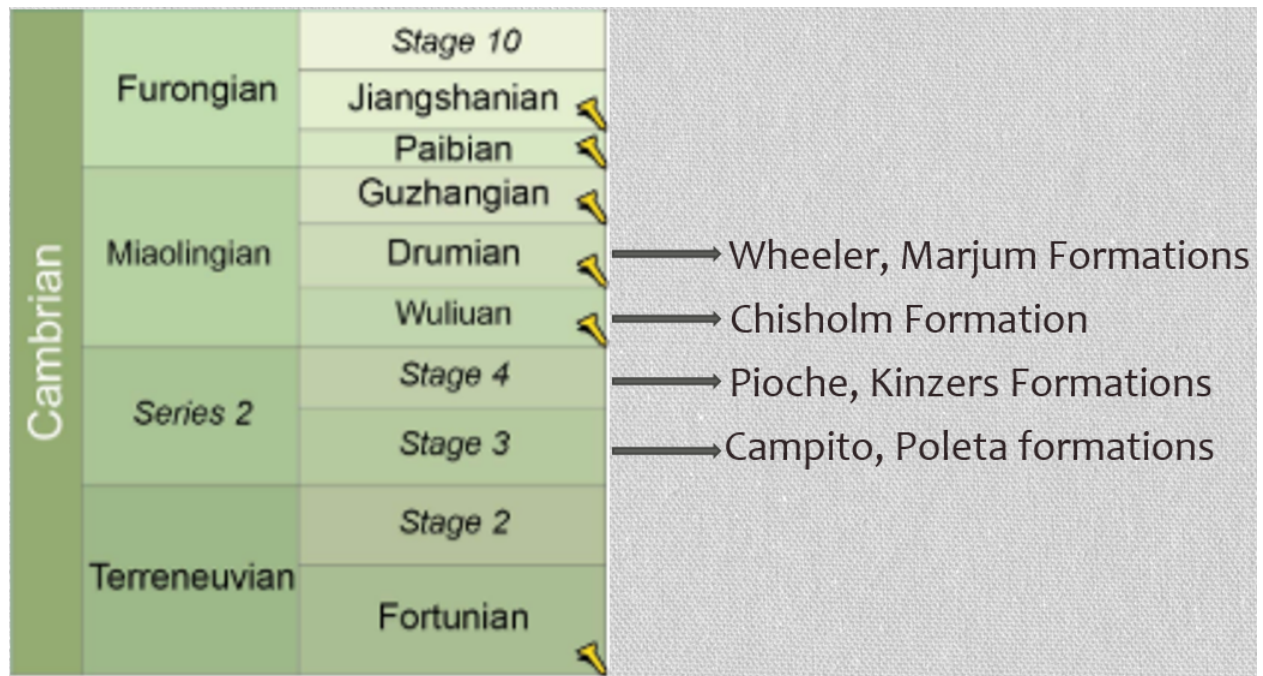 Cambrian
Furongian
Stage 10
Jiangshanian
Paibian
Miaolingian
Guzhangian
Drumian
Wuliuan
Series 2
Stage 4
Stage 3
Terreneuvian
Stage 2
Fortunian
Wheeler, Marjum Formations
Chisholm Formation
Pioche, Kinzers Formations
Campito, Poleta formations